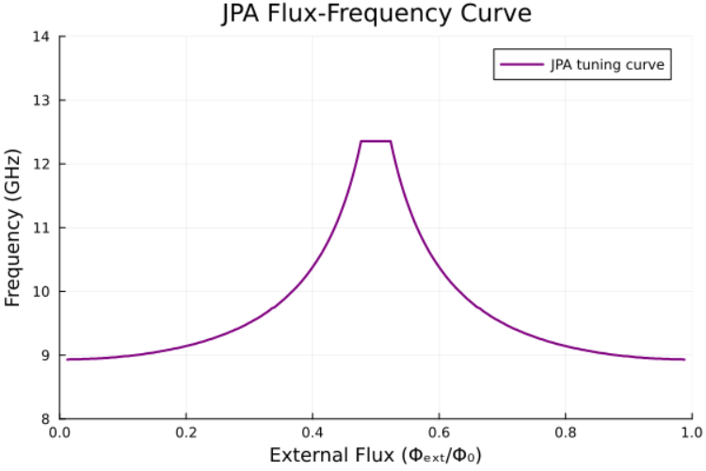 JPA Flux-Frequency Curve
JPA tuning curve
Frequency (GHz)
14
13
12
11
10
9
8
0.0 0.2 0.4 0.6 0.8 1.0
External Flux (Φₑₓₜ/Φ₀)